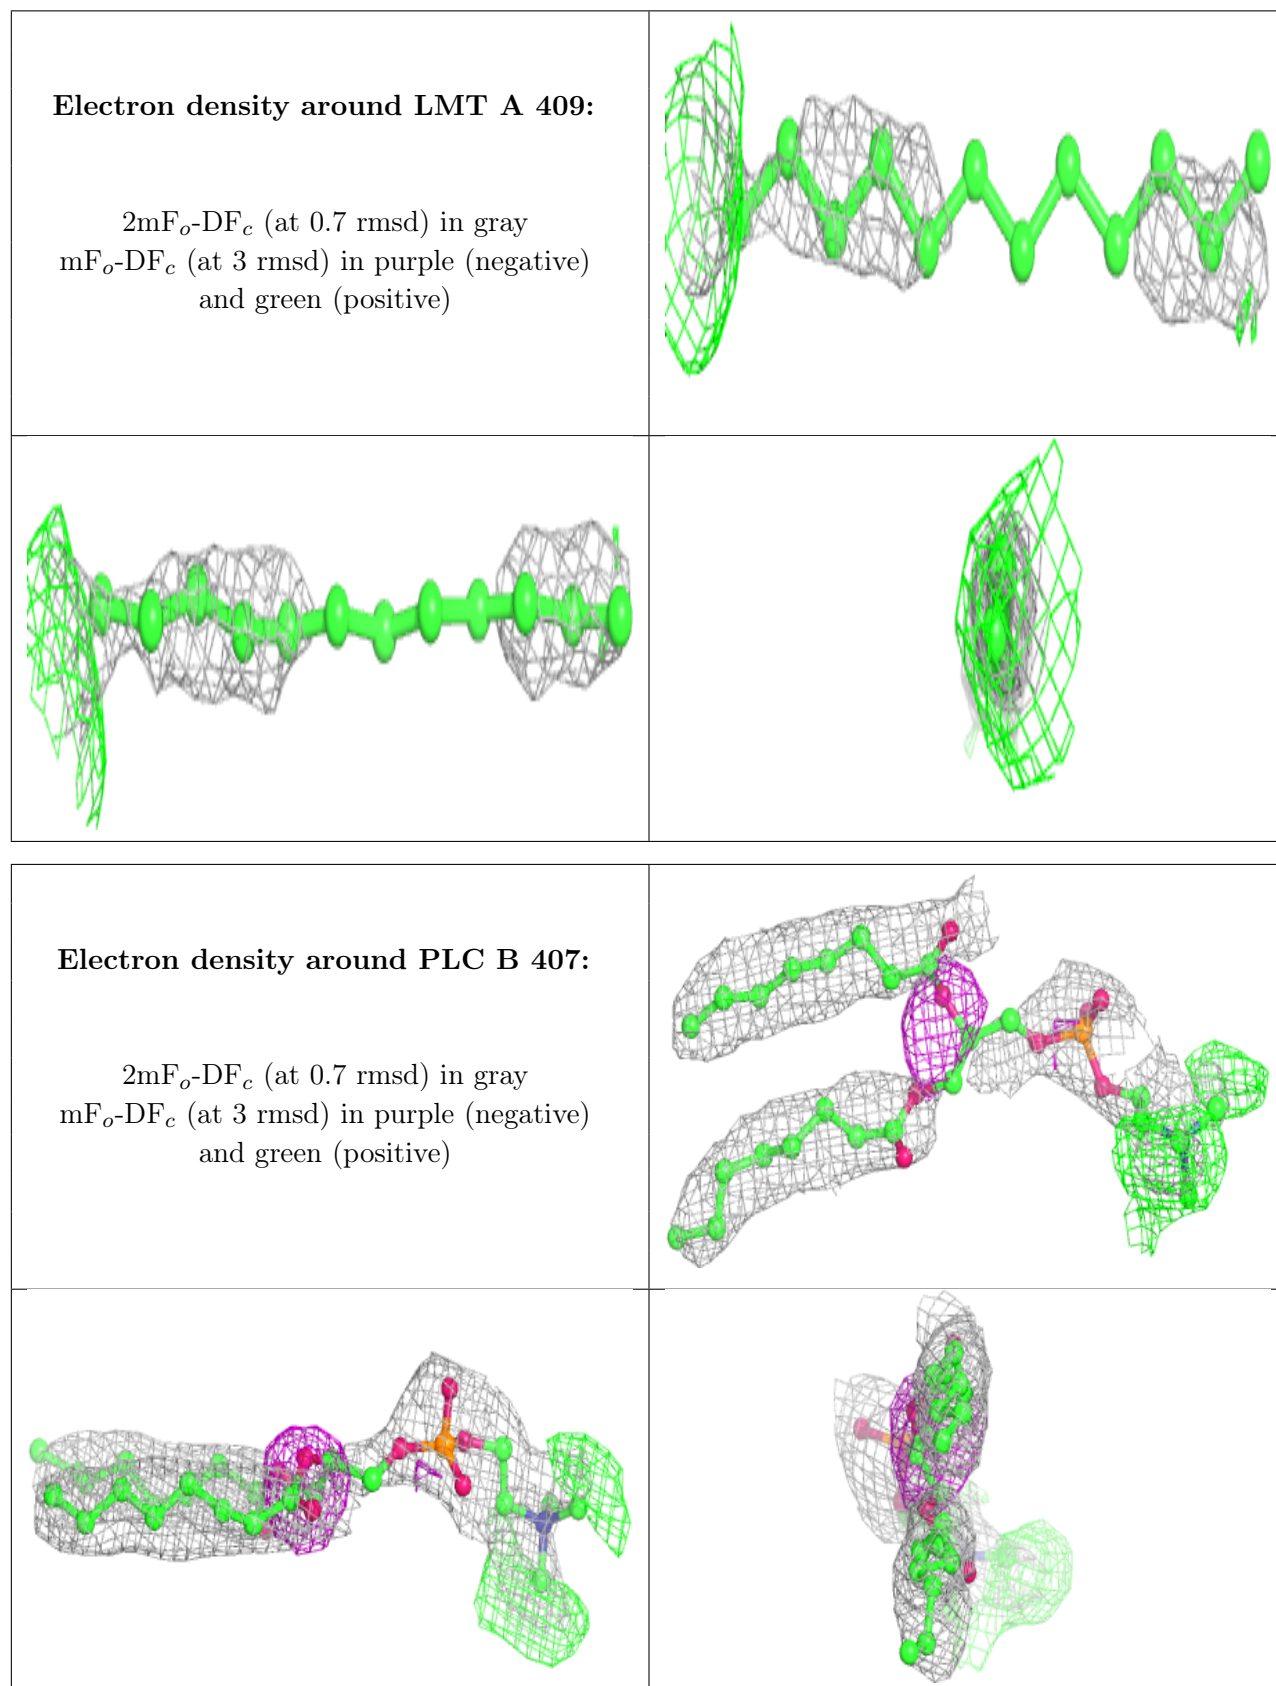 Electron density around LMT A 409:
2mFo-DFc (at 0.7 rmsd) in gray
mFo-DFc (at 3 rmsd) in purple (negative)
and green (positive)
Electron density around PLC B 407:
2mFo-DFc (at 0.7 rmsd) in gray
mFo-DFc (at 3 rmsd) in purple (negative)
and green (positive)